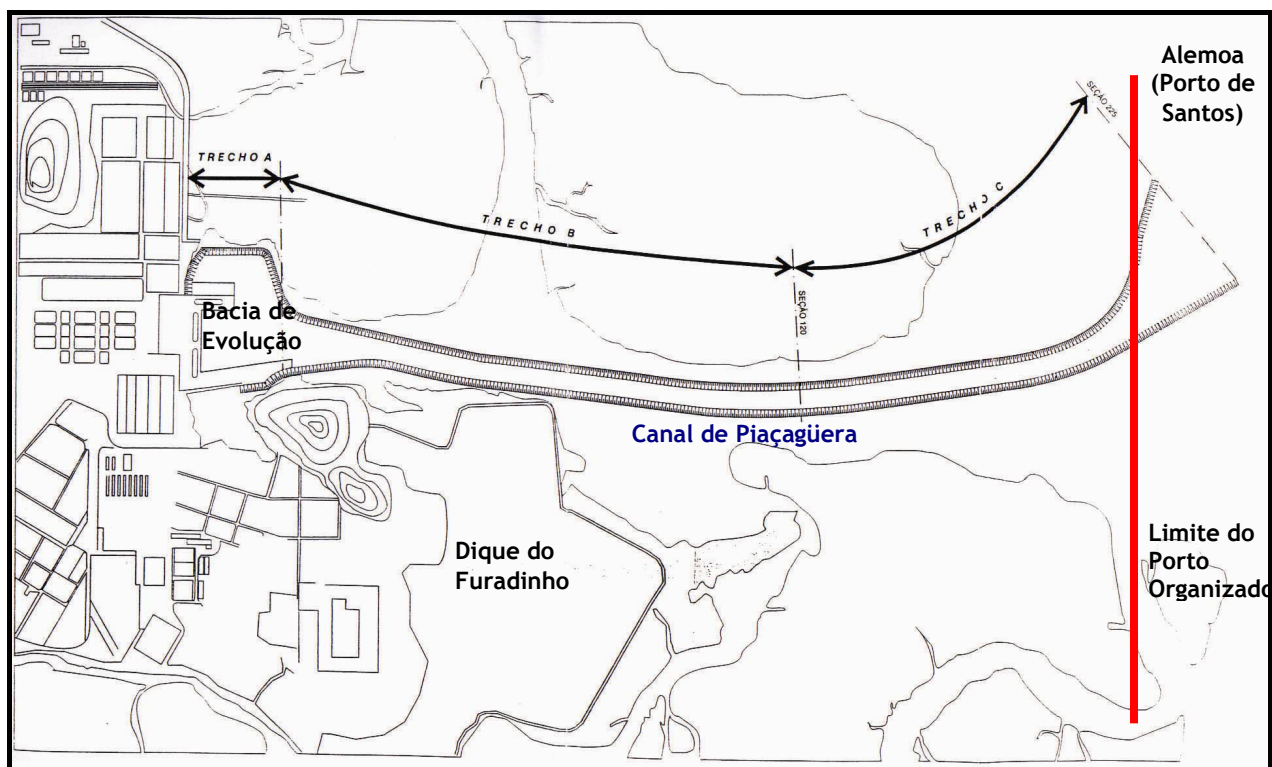 Alemoa
(Porto de
Santos)
SEÇÃO 225
TRECHO A
TRECHO B
TRECHO C
SEÇÃO 120
Bacia de
Evolução
Canal de Piaçagüera
Dique do
Furadinho
Limite do
Porto
Organizado